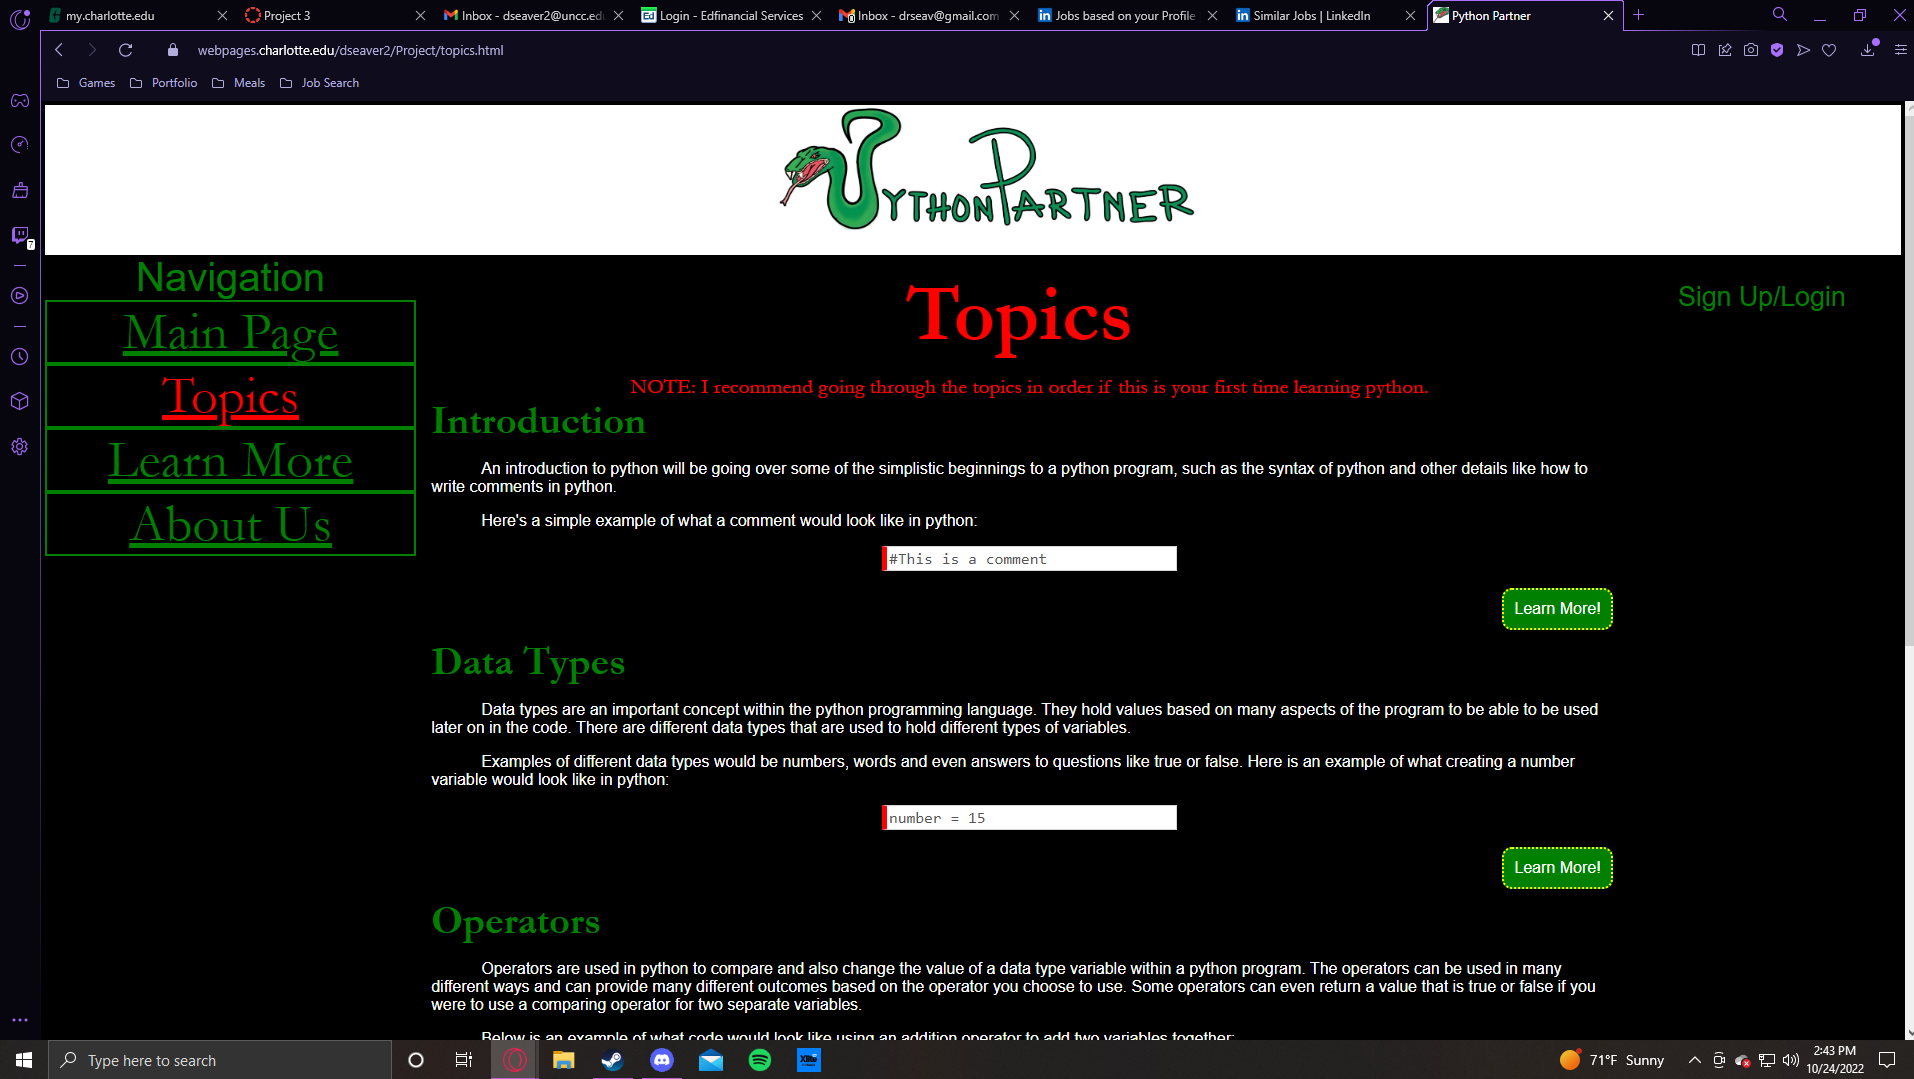 my.charlotte.edu
Project 3
Inbox - dseaver2@uncc.edu
Login - Edfinancial Services
Inbox - drseav@gmail.com
Jobs based on your Profile
Similar Jobs | LinkedIn
Python Partner
webpages.charlotte.edu/dseaver2/Project/topics.html
Games
Portfolio
Meals
Job Search
7
PythonPartner
Navigation
Main Page
Topics
Learn More
About Us
Sign Up/Login
Topics
NOTE: I recommend going through the topics in order if this is your first time learning python.
Introduction
An introduction to python will be going over some of the simplistic beginnings to a python program, such as the syntax of python and other details like how to
write comments in python.
Here's a simple example of what a comment would look like in python:
#This is a comment
Learn More!
Data Types
Data types are an important concept within the python programming language. They hold values based on many aspects of the program to be able to be used
later on in the code. There are different data types that are used to hold different types of variables.
Examples of different data types would be numbers, words and even answers to questions like true or false. Here is an example of what creating a number
variable would look like in python:
number = 15
Learn More!
Operators
Operators are used in python to compare and also change the value of a data type variable within a python program. The operators can be used in many
different ways and can provide many different outcomes based on the operator you choose to use. Some operators can even return a value that is true or false if you
were to use a comparing operator for two separate variables.
Below is an example of what code would look like using an addition operator to add two variables together:
Type here to search
71°F Sunny
2:43 PM
10/24/2022